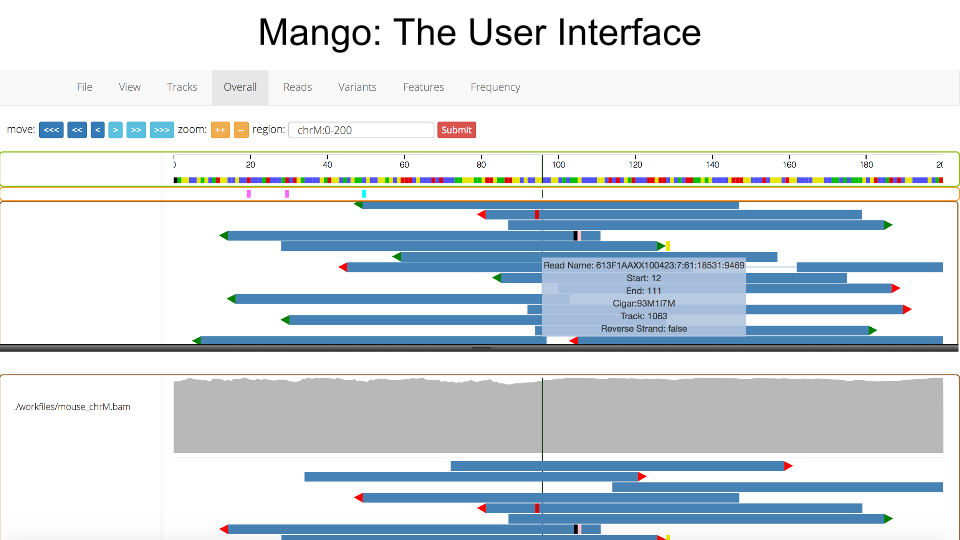 Mango: The User Interface
File View Tracks Overall Reads Variants Features Frequency
move: <<< << < > >> >>> zoom: ++ -- region: chrM:0-200 Submit
0 20 40 60 80 100 120 140 160 180
Read Name: 613F1AAXX100423:7:61:18531:9469
Start: 12
End: 111
Cigar:93M1I7M
Track: 1063
Reverse Strand: false
./workfiles/mouse_chrM.bam